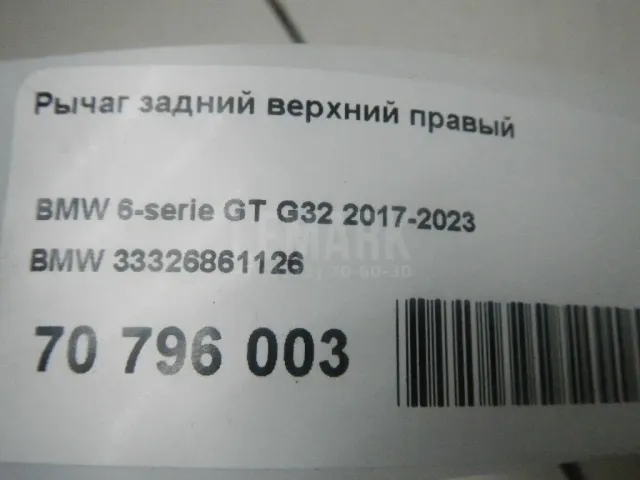 Рычаг задний верхний правый
BMW 6-serie GT G32 2017-2023
BMW 33326861126
70 796 003